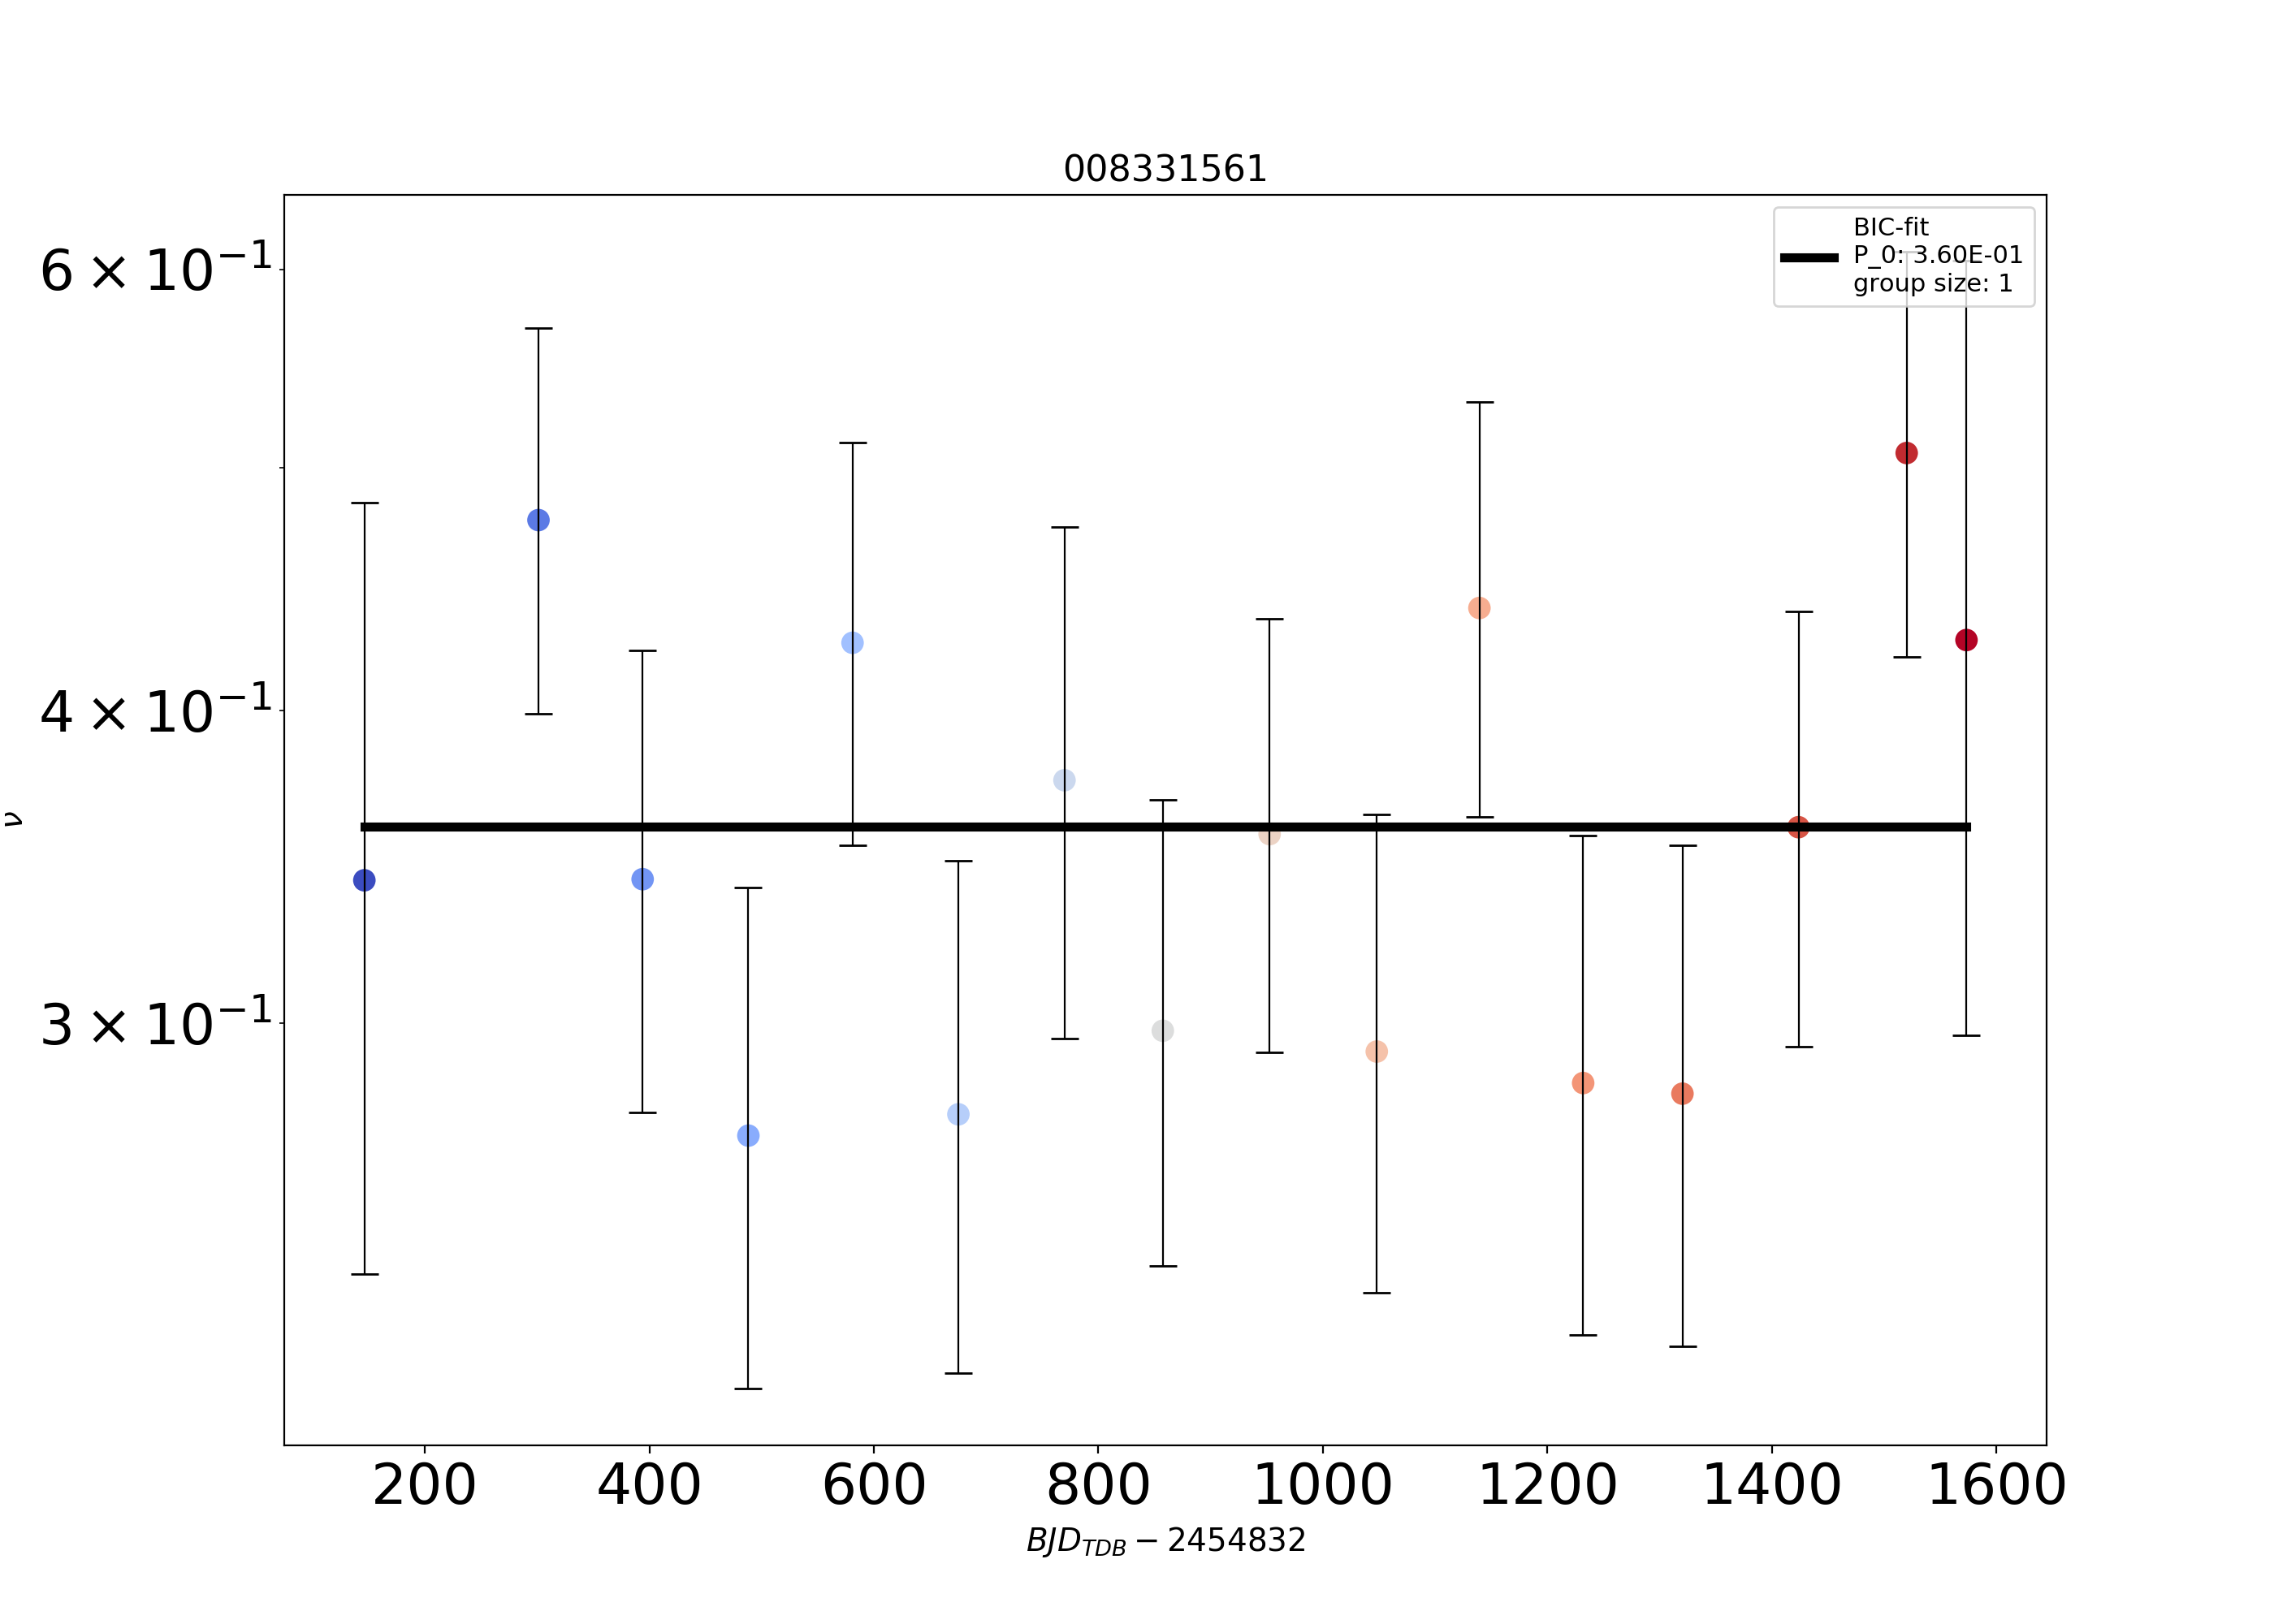 008331561
BIC-fit
P_0: 3.60E-01
group size: 1
6 × 10⁻¹
4 × 10⁻¹
3 × 10⁻¹
ν
200 400 600 800 1000 1200 1400 1600
BJD_TDB − 2454832